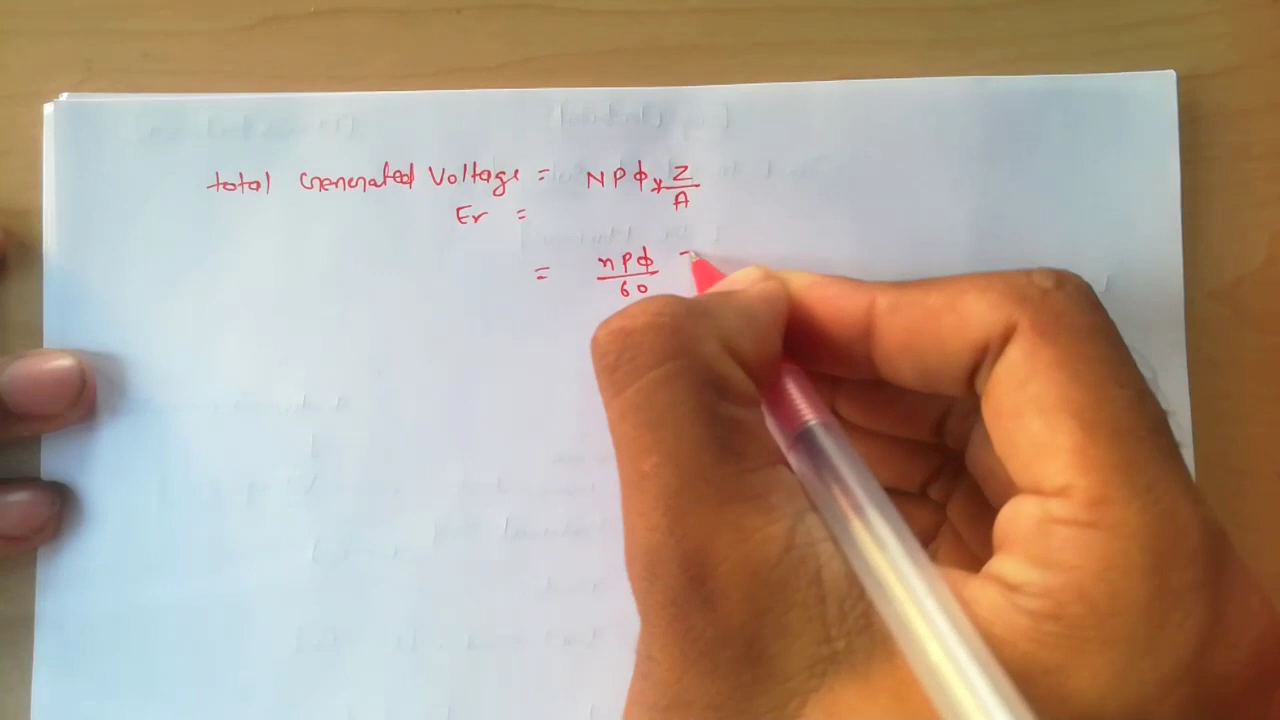 total Generated Voltage = NPΦ x Z/A
Er =
= nPΦ/60